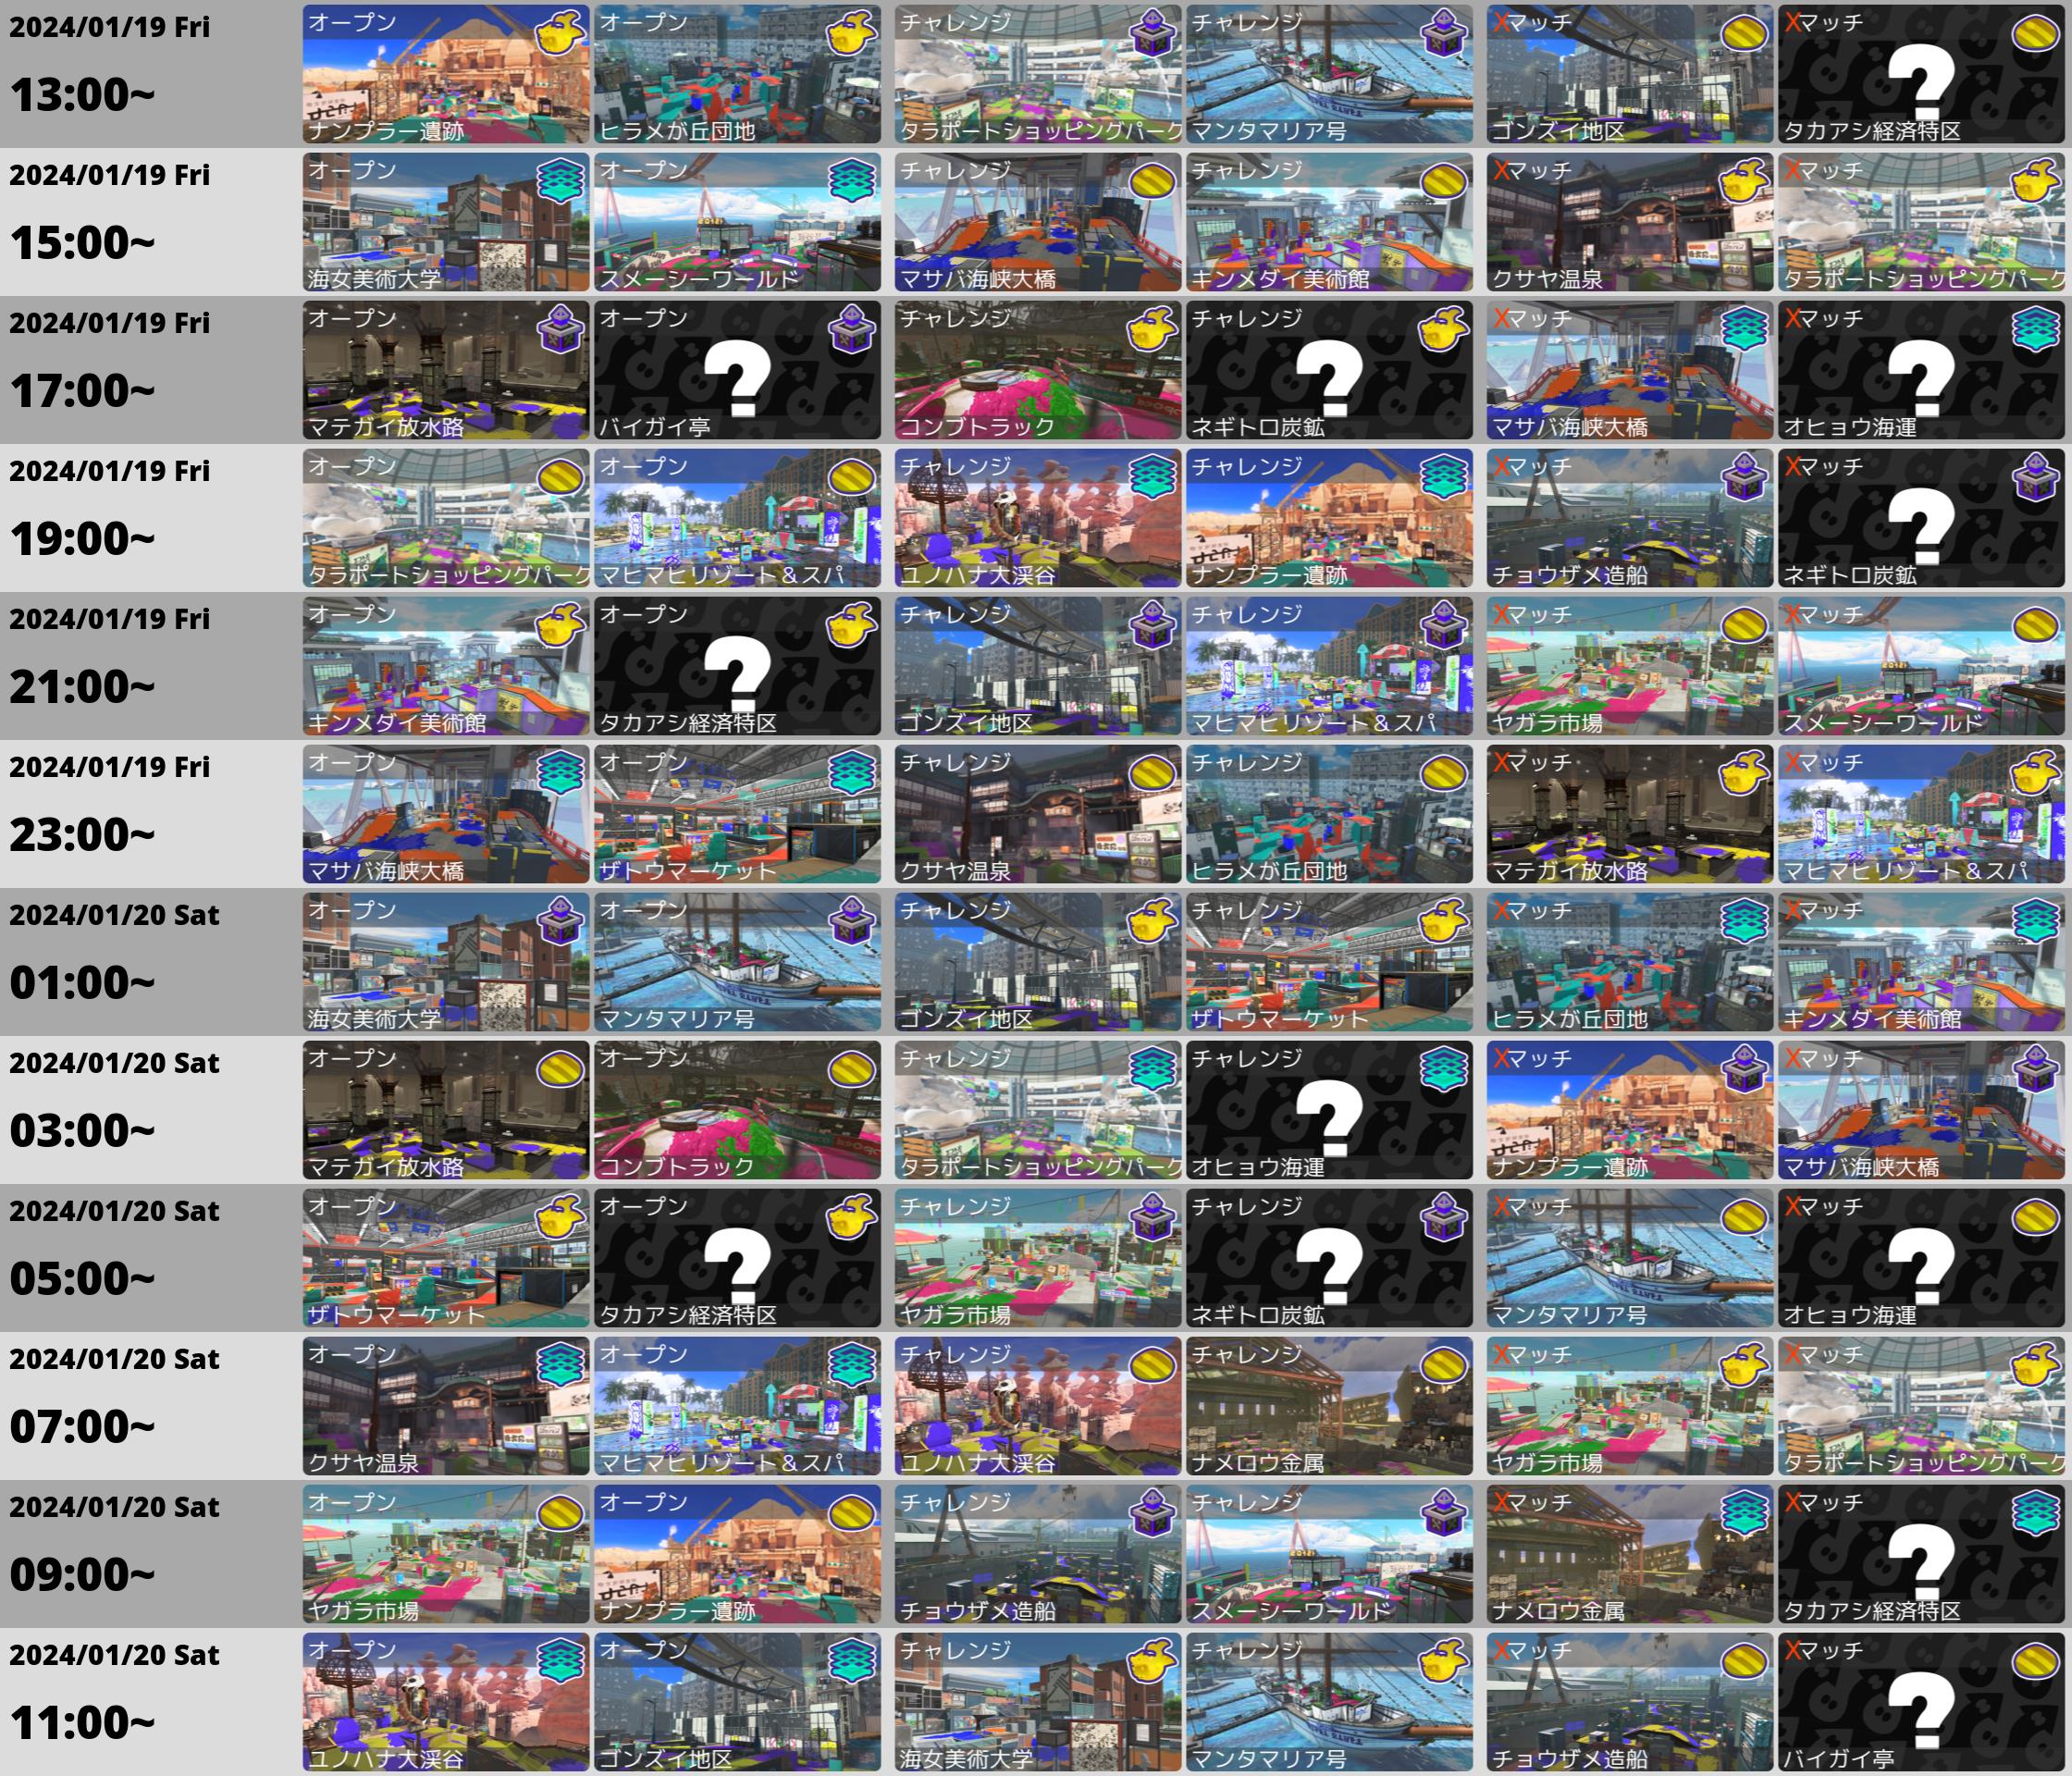 2024/01/19 Fri
13:00~
オープン
ナンプラー遺跡
オープン
ヒラメが丘団地
チャレンジ
タラポートショッピングパーク
チャレンジ
マンタマリア号
Xマッチ
ゴンズイ地区
Xマッチ
タカアシ経済特区
2024/01/19 Fri
15:00~
オープン
海女美術大学
オープン
スメーシーワールド
チャレンジ
マサバ海峡大橋
チャレンジ
キンメダイ美術館
Xマッチ
クサヤ温泉
Xマッチ
タラポートショッピングパーク
2024/01/19 Fri
17:00~
オープン
マテガイ放水路
オープン
バイガイ亭
チャレンジ
コンブトラック
チャレンジ
ネギトロ炭鉱
Xマッチ
マサバ海峡大橋
Xマッチ
オヒョウ海運
2024/01/19 Fri
19:00~
オープン
タラポートショッピングパーク
オープン
マヒマヒリゾート＆スパ
チャレンジ
ユノハナ大渓谷
チャレンジ
ナンプラー遺跡
Xマッチ
チョウザメ造船
Xマッチ
ネギトロ炭鉱
2024/01/19 Fri
21:00~
オープン
キンメダイ美術館
オープン
タカアシ経済特区
チャレンジ
ゴンズイ地区
チャレンジ
マヒマヒリゾート＆スパ
Xマッチ
ヤガラ市場
Xマッチ
スメーシーワールド
2024/01/19 Fri
23:00~
オープン
マサバ海峡大橋
オープン
ザトウマーケット
チャレンジ
クサヤ温泉
チャレンジ
ヒラメが丘団地
Xマッチ
マテガイ放水路
Xマッチ
マヒマヒリゾート＆スパ
2024/01/20 Sat
01:00~
オープン
海女美術大学
オープン
マンタマリア号
チャレンジ
ゴンズイ地区
チャレンジ
ザトウマーケット
Xマッチ
ヒラメが丘団地
Xマッチ
キンメダイ美術館
2024/01/20 Sat
03:00~
オープン
マテガイ放水路
オープン
コンブトラック
チャレンジ
タラポートショッピングパーク
チャレンジ
オヒョウ海運
Xマッチ
ナンプラー遺跡
Xマッチ
マサバ海峡大橋
2024/01/20 Sat
05:00~
オープン
ザトウマーケット
オープン
タカアシ経済特区
チャレンジ
ヤガラ市場
チャレンジ
ネギトロ炭鉱
Xマッチ
マンタマリア号
Xマッチ
オヒョウ海運
2024/01/20 Sat
07:00~
オープン
クサヤ温泉
オープン
マヒマヒリゾート＆スパ
チャレンジ
ユノハナ大渓谷
チャレンジ
ナメロウ金属
Xマッチ
ヤガラ市場
Xマッチ
タラポートショッピングパーク
2024/01/20 Sat
09:00~
オープン
ヤガラ市場
オープン
ナンプラー遺跡
チャレンジ
チョウザメ造船
チャレンジ
スメーシーワールド
Xマッチ
ナメロウ金属
Xマッチ
タカアシ経済特区
2024/01/20 Sat
11:00~
オープン
ユノハナ大渓谷
オープン
ゴンズイ地区
チャレンジ
海女美術大学
チャレンジ
マンタマリア号
Xマッチ
チョウザメ造船
Xマッチ
バイガイ亭